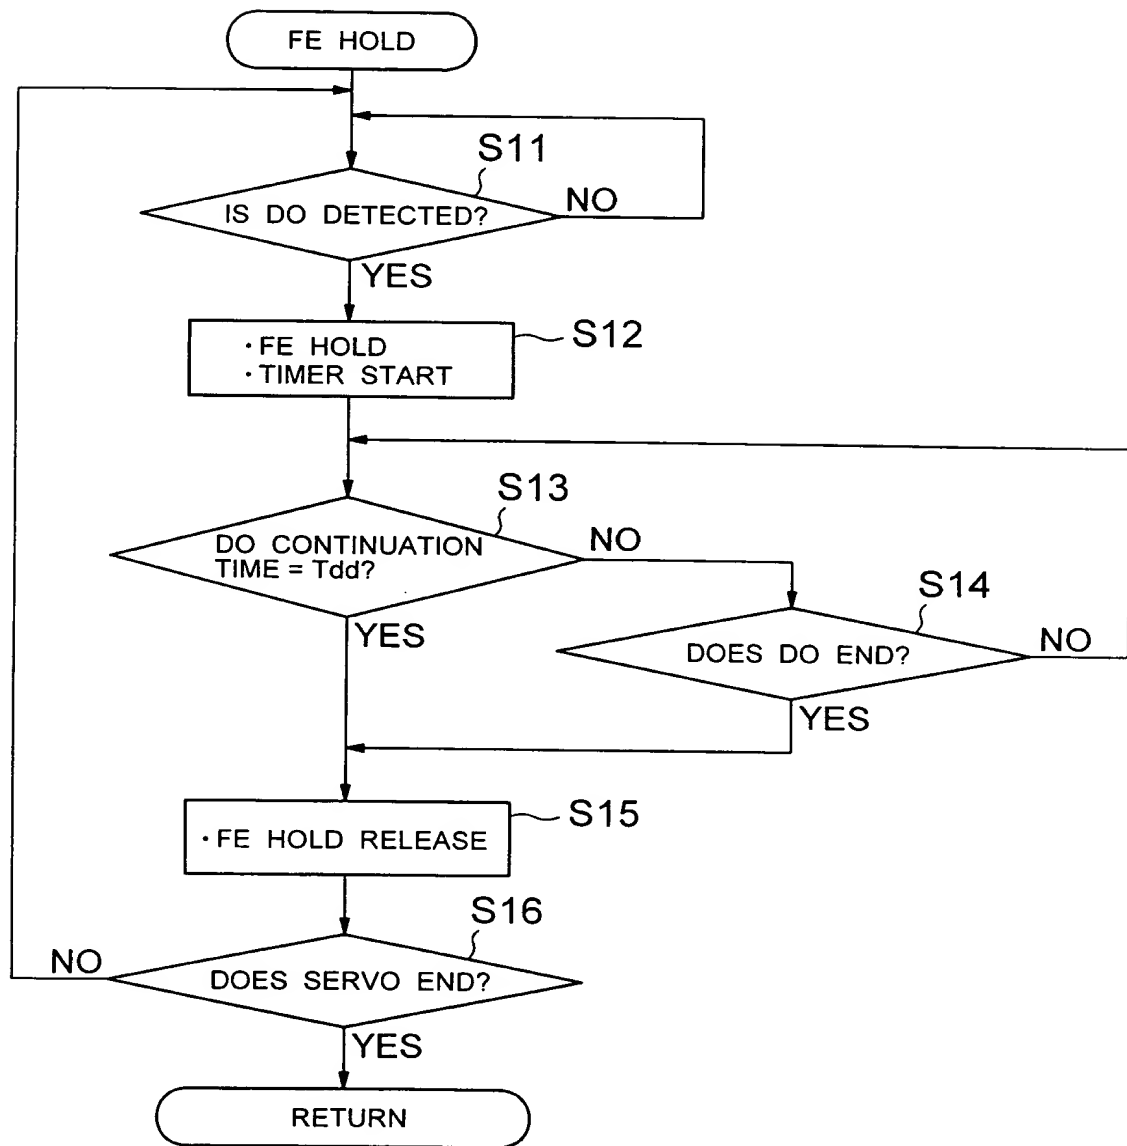 FE HOLD
S11
IS DO DETECTED?
NO
YES
S12
· FE HOLD
· TIMER START
S13
DO CONTINUATION
TIME = Tdd?
NO
YES
S14
DOES DO END?
NO
YES
S15
· FE HOLD RELEASE
S16
DOES SERVO END?
NO
YES
RETURN